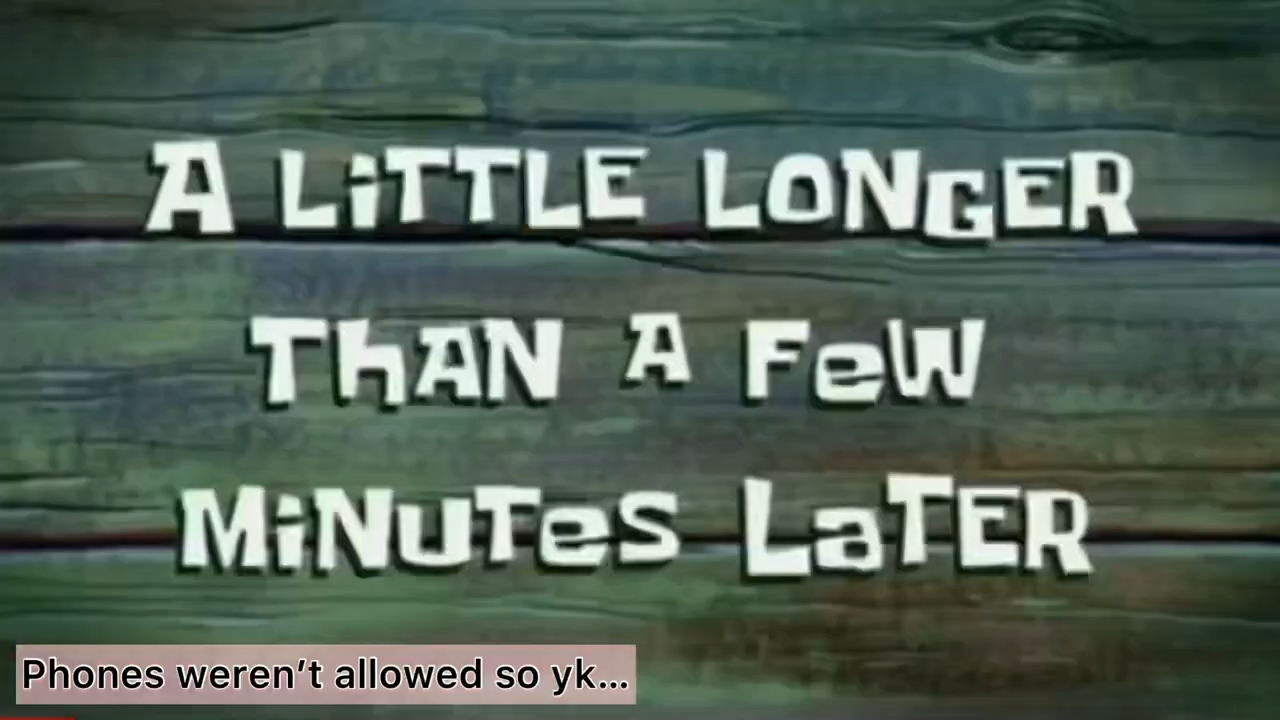 A LiTTLE LONGER
ThAN A FeW
MiNuTeS LaTER
Phones weren’t allowed so yk...